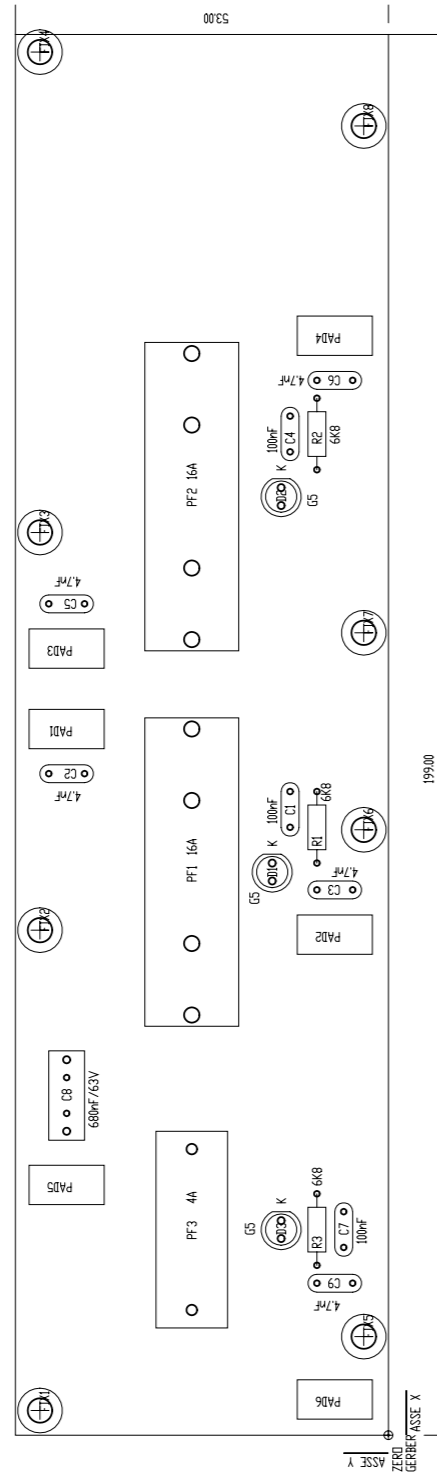 53.00
FIX4
FIX8
PAD4
4.7nF
C6
100nF
C4
R2
6K8
K
D2
G5
PF2 16A
FIX3
4.7nF
C5
PAD3
FIX7
PAD1
C2
4.7nF
199.00
100nF
C1
6K8
R1
FIX6
K
D1
G5
4.7nF
C3
PF1 16A
FIX2
PAD2
C8
680nF/63V
PAD5
PF3 4A
G5
K
D3
6K8
R3
C7
100nF
C9
4.7nF
FIX5
PAD6
FIX1
ASSE X
ASSE Y
ZERO
GERBER